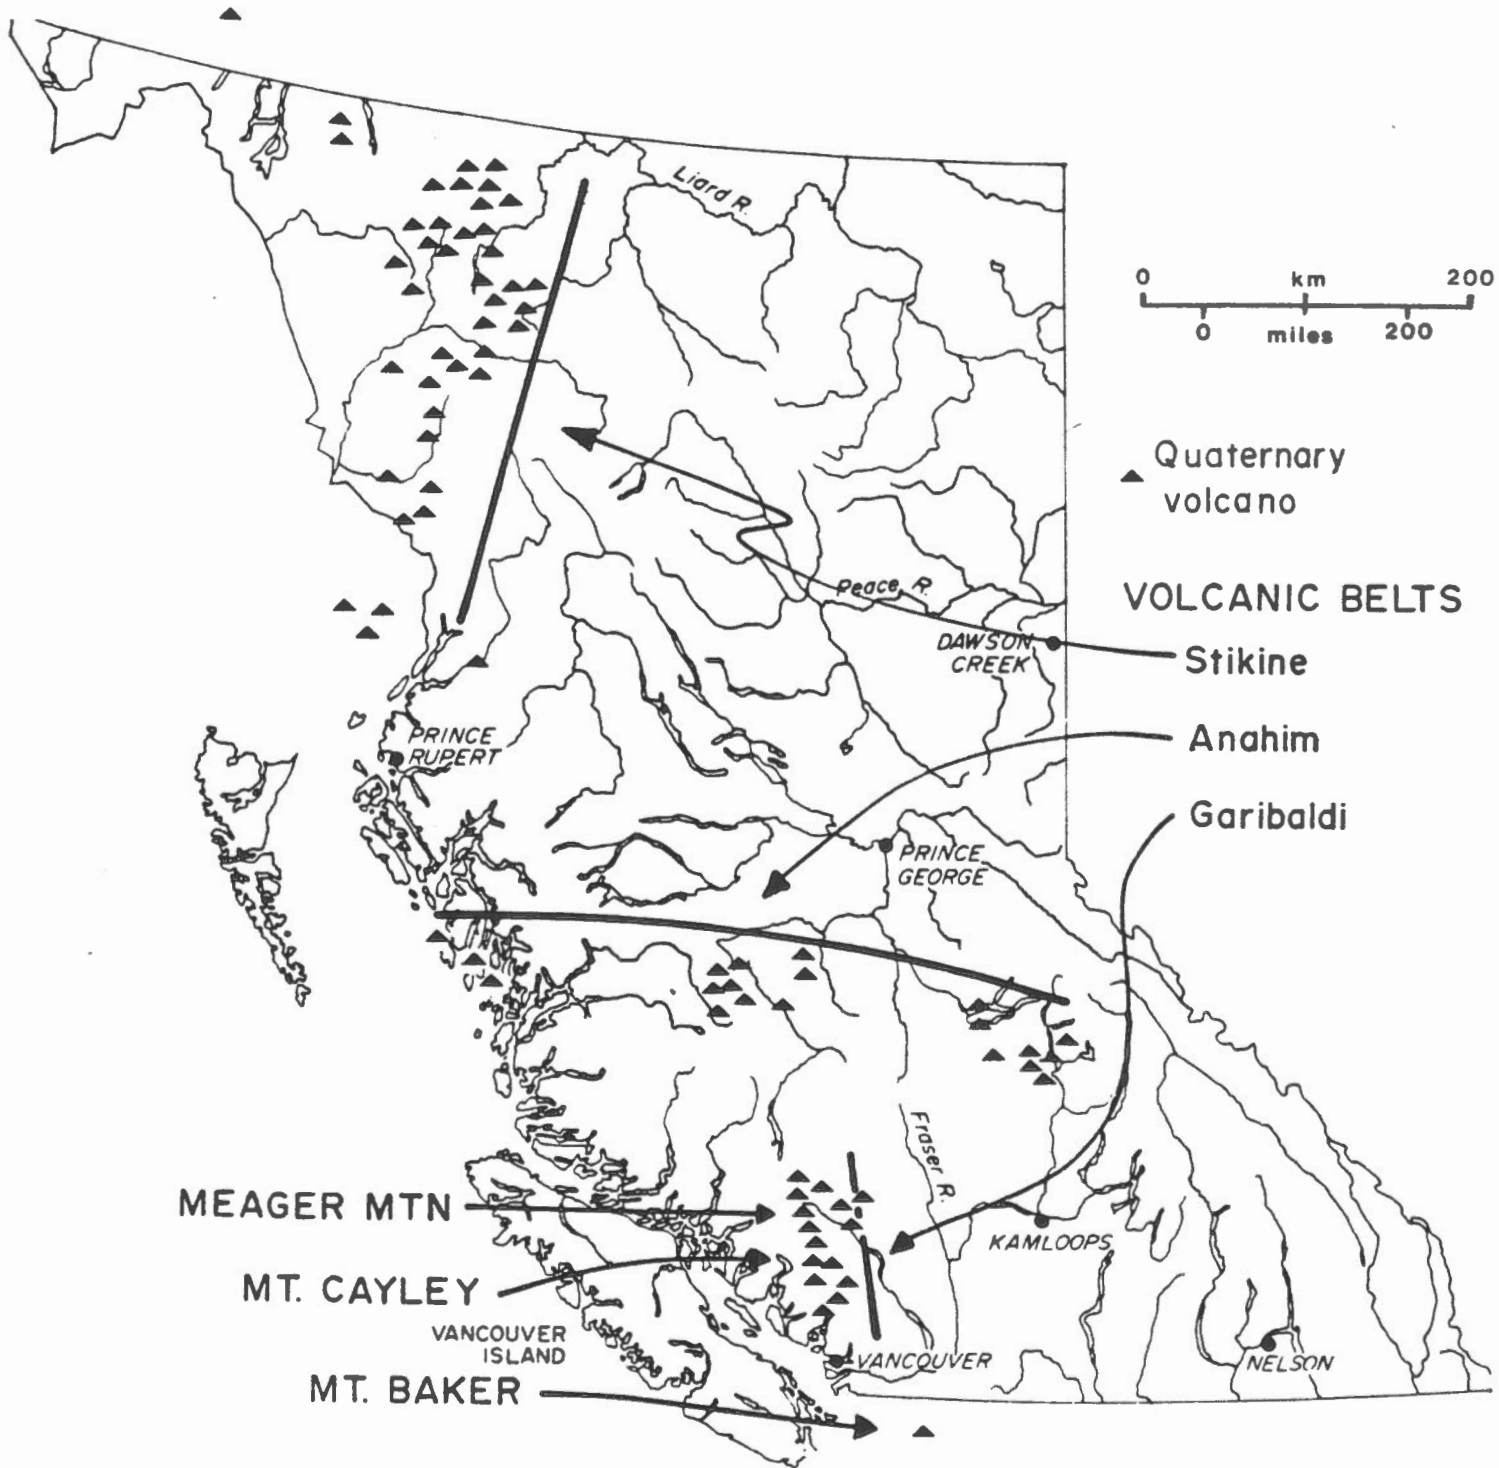 Liard R.
0 km 200
0 miles 200
Quaternary
volcano
VOLCANIC BELTS
Peace R.
DAWSON
CREEK
Stikine
PRINCE
RUPERT
Anahim
Garibaldi
PRINCE
GEORGE
Fraser R.
MEAGER MTN
KAMLOOPS
MT. CAYLEY
VANCOUVER
ISLAND
VANCOUVER
NELSON
MT. BAKER